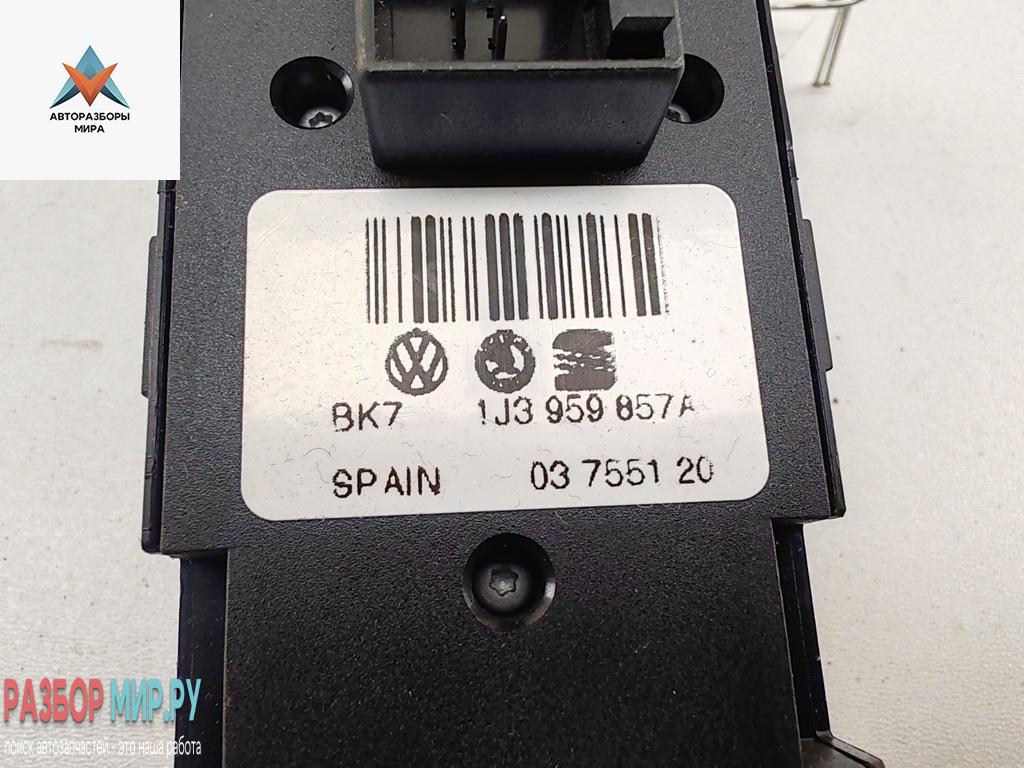 АВТОРАЗБОРЫ
МИРА
BK7 1J3 959 857A
SPAIN 03 7551 20
РАЗБОР МИР.РУ
поиск автозапчастей - это наша работа